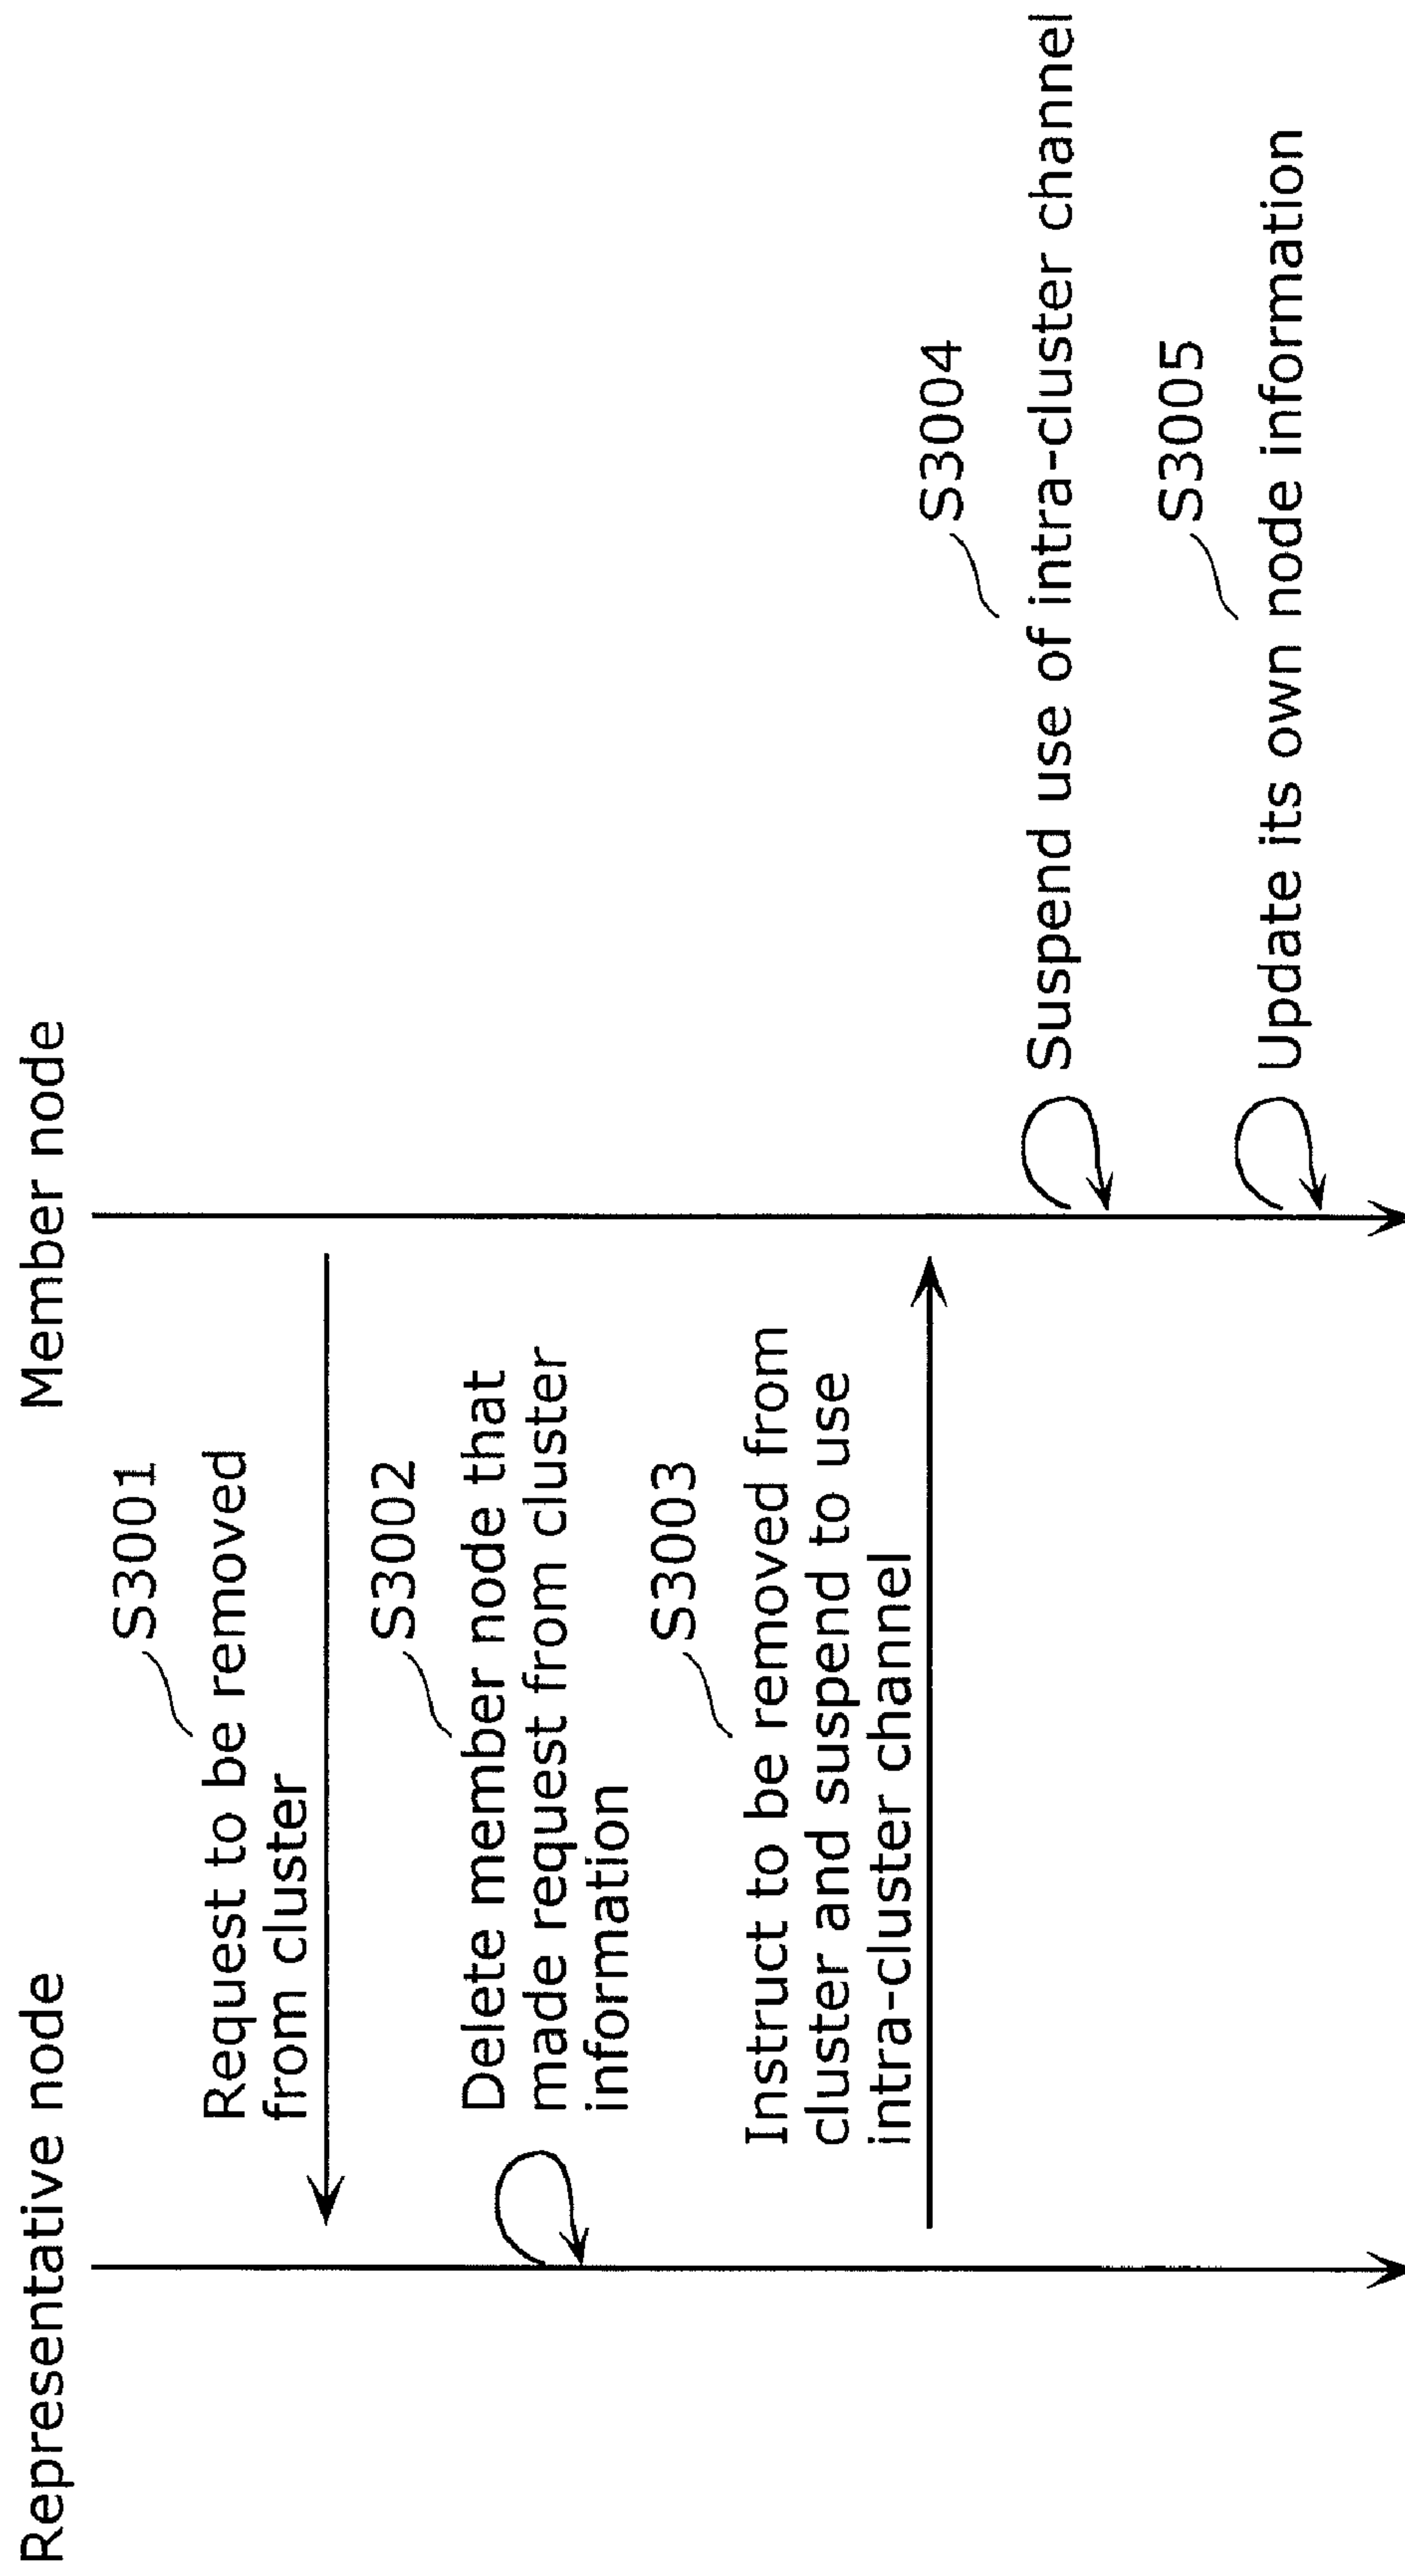 Representative node
Member node
S3001
Request to be removed
from cluster
S3002
Delete member node that
made request from cluster
information
S3003
Instruct to be removed from
cluster and suspend to use
intra-cluster channel
S3004
Suspend use of intra-cluster channel
S3005
Update its own node information